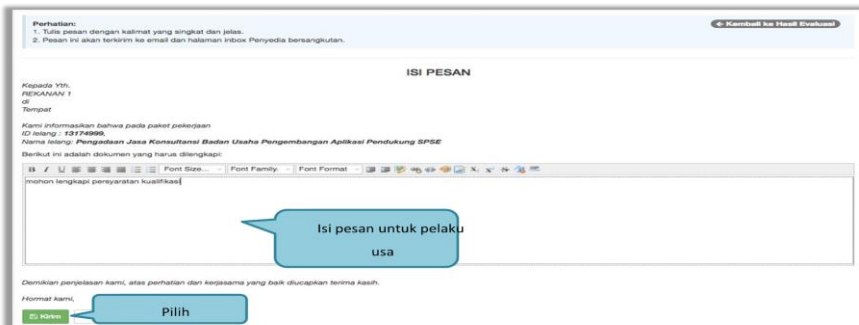 Perhatian:
← Kembali ke Hasil Evaluasi
1. Tulis pesan dengan kalimat yang singkat dan jelas.
2. Pesan ini akan terkirim ke email dan halaman inbox Penyedia bersangkutan.
ISI PESAN
Kepada Yth.
REKANAN 1
di
Tempat
Kami informasikan bahwa pada paket pekerjaan
ID lelang : 13174999,
Nama lelang: Pengadaan Jasa Konsultansi Badan Usaha Pengembangan Aplikasi Pendukung SPSE
Berikut ini adalah dokumen yang harus dilengkapi:
B I U Font Size... Font Family. Font Format
mohon lengkapi persyaratan kualifikasi
Isi pesan untuk pelaku
usa
Demikian penjelasan kami, atas perhatian dan kerjasama yang baik diucapkan terima kasih.
Hormat kami,
Kirim
Pilih